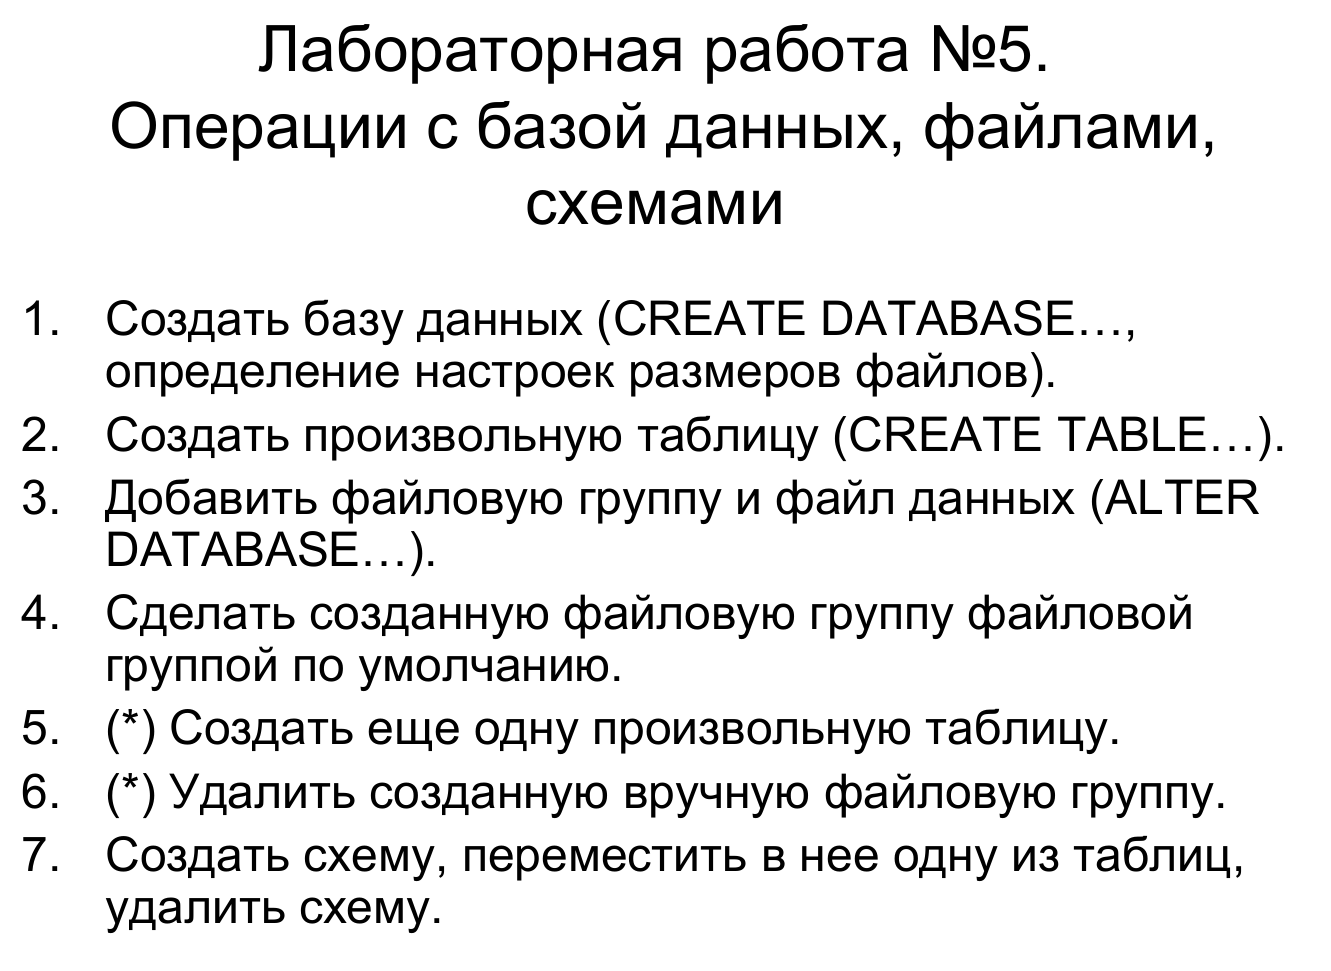 Лабораторная работа №5.
Операции с базой данных, файлами,
схемами
1. Создать базу данных (CREATE DATABASE…,
определение настроек размеров файлов).
2. Создать произвольную таблицу (CREATE TABLE…).
3. Добавить файловую группу и файл данных (ALTER
DATABASE…).
4. Сделать созданную файловую группу файловой
группой по умолчанию.
5. (*) Создать еще одну произвольную таблицу.
6. (*) Удалить созданную вручную файловую группу.
7. Создать схему, переместить в нее одну из таблиц,
удалить схему.